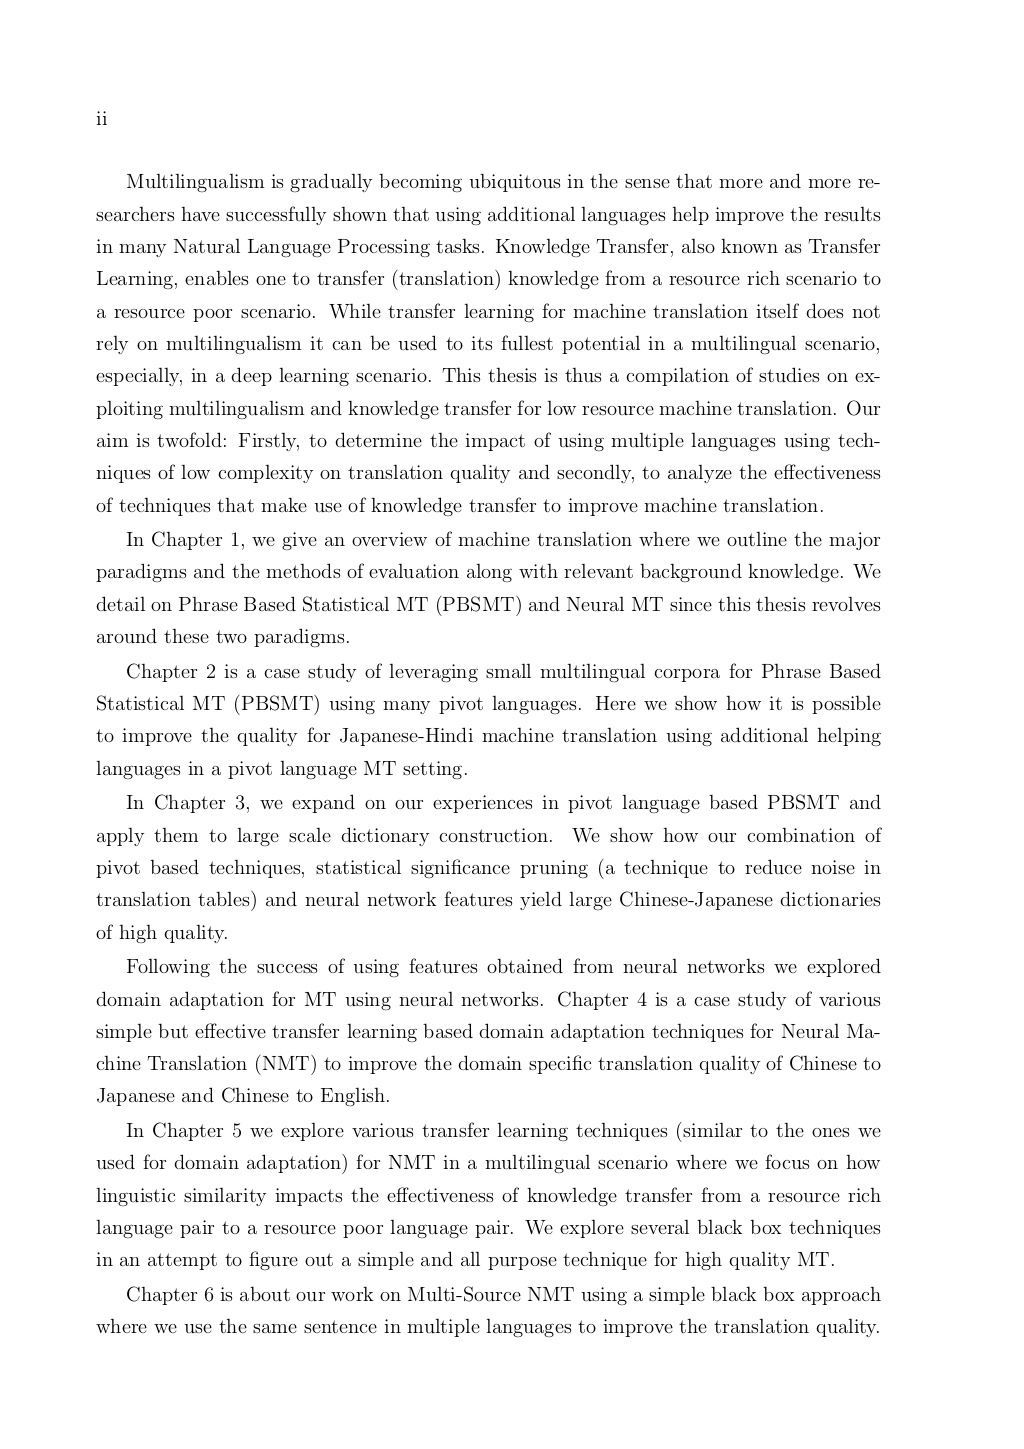 ii
Multilingualism is gradually becoming ubiquitous in the sense that more and more re-
searchers have successfully shown that using additional languages help improve the results
in many Natural Language Processing tasks. Knowledge Transfer, also known as Transfer
Learning, enables one to transfer (translation) knowledge from a resource rich scenario to
a resource poor scenario. While transfer learning for machine translation itself does not
rely on multilingualism it can be used to its fullest potential in a multilingual scenario,
especially, in a deep learning scenario. This thesis is thus a compilation of studies on ex-
ploiting multilingualism and knowledge transfer for low resource machine translation. Our
aim is twofold: Firstly, to determine the impact of using multiple languages using tech-
niques of low complexity on translation quality and secondly, to analyze the effectiveness
of techniques that make use of knowledge transfer to improve machine translation.
In Chapter 1, we give an overview of machine translation where we outline the major
paradigms and the methods of evaluation along with relevant background knowledge. We
detail on Phrase Based Statistical MT (PBSMT) and Neural MT since this thesis revolves
around these two paradigms.
Chapter 2 is a case study of leveraging small multilingual corpora for Phrase Based
Statistical MT (PBSMT) using many pivot languages. Here we show how it is possible
to improve the quality for Japanese-Hindi machine translation using additional helping
languages in a pivot language MT setting.
In Chapter 3, we expand on our experiences in pivot language based PBSMT and
apply them to large scale dictionary construction. We show how our combination of
pivot based techniques, statistical significance pruning (a technique to reduce noise in
translation tables) and neural network features yield large Chinese-Japanese dictionaries
of high quality.
Following the success of using features obtained from neural networks we explored
domain adaptation for MT using neural networks. Chapter 4 is a case study of various
simple but effective transfer learning based domain adaptation techniques for Neural Ma-
chine Translation (NMT) to improve the domain specific translation quality of Chinese to
Japanese and Chinese to English.
In Chapter 5 we explore various transfer learning techniques (similar to the ones we
used for domain adaptation) for NMT in a multilingual scenario where we focus on how
linguistic similarity impacts the effectiveness of knowledge transfer from a resource rich
language pair to a resource poor language pair. We explore several black box techniques
in an attempt to figure out a simple and all purpose technique for high quality MT.
Chapter 6 is about our work on Multi-Source NMT using a simple black box approach
where we use the same sentence in multiple languages to improve the translation quality.